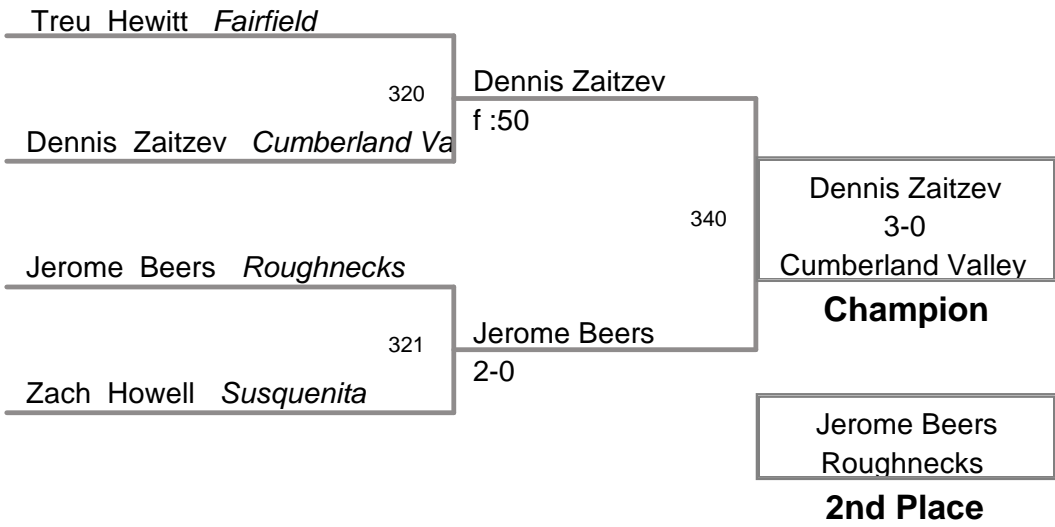 Treu Hewitt Fairfield
320
Dennis Zaitzev
f :50
Dennis Zaitzev Cumberland Va
Dennis Zaitzev
3-0
Cumberland Valley
Champion
340
Jerome Beers Roughnecks
321
Jerome Beers
2-0
Zach Howell Susquenita
Jerome Beers
Roughnecks
2nd Place